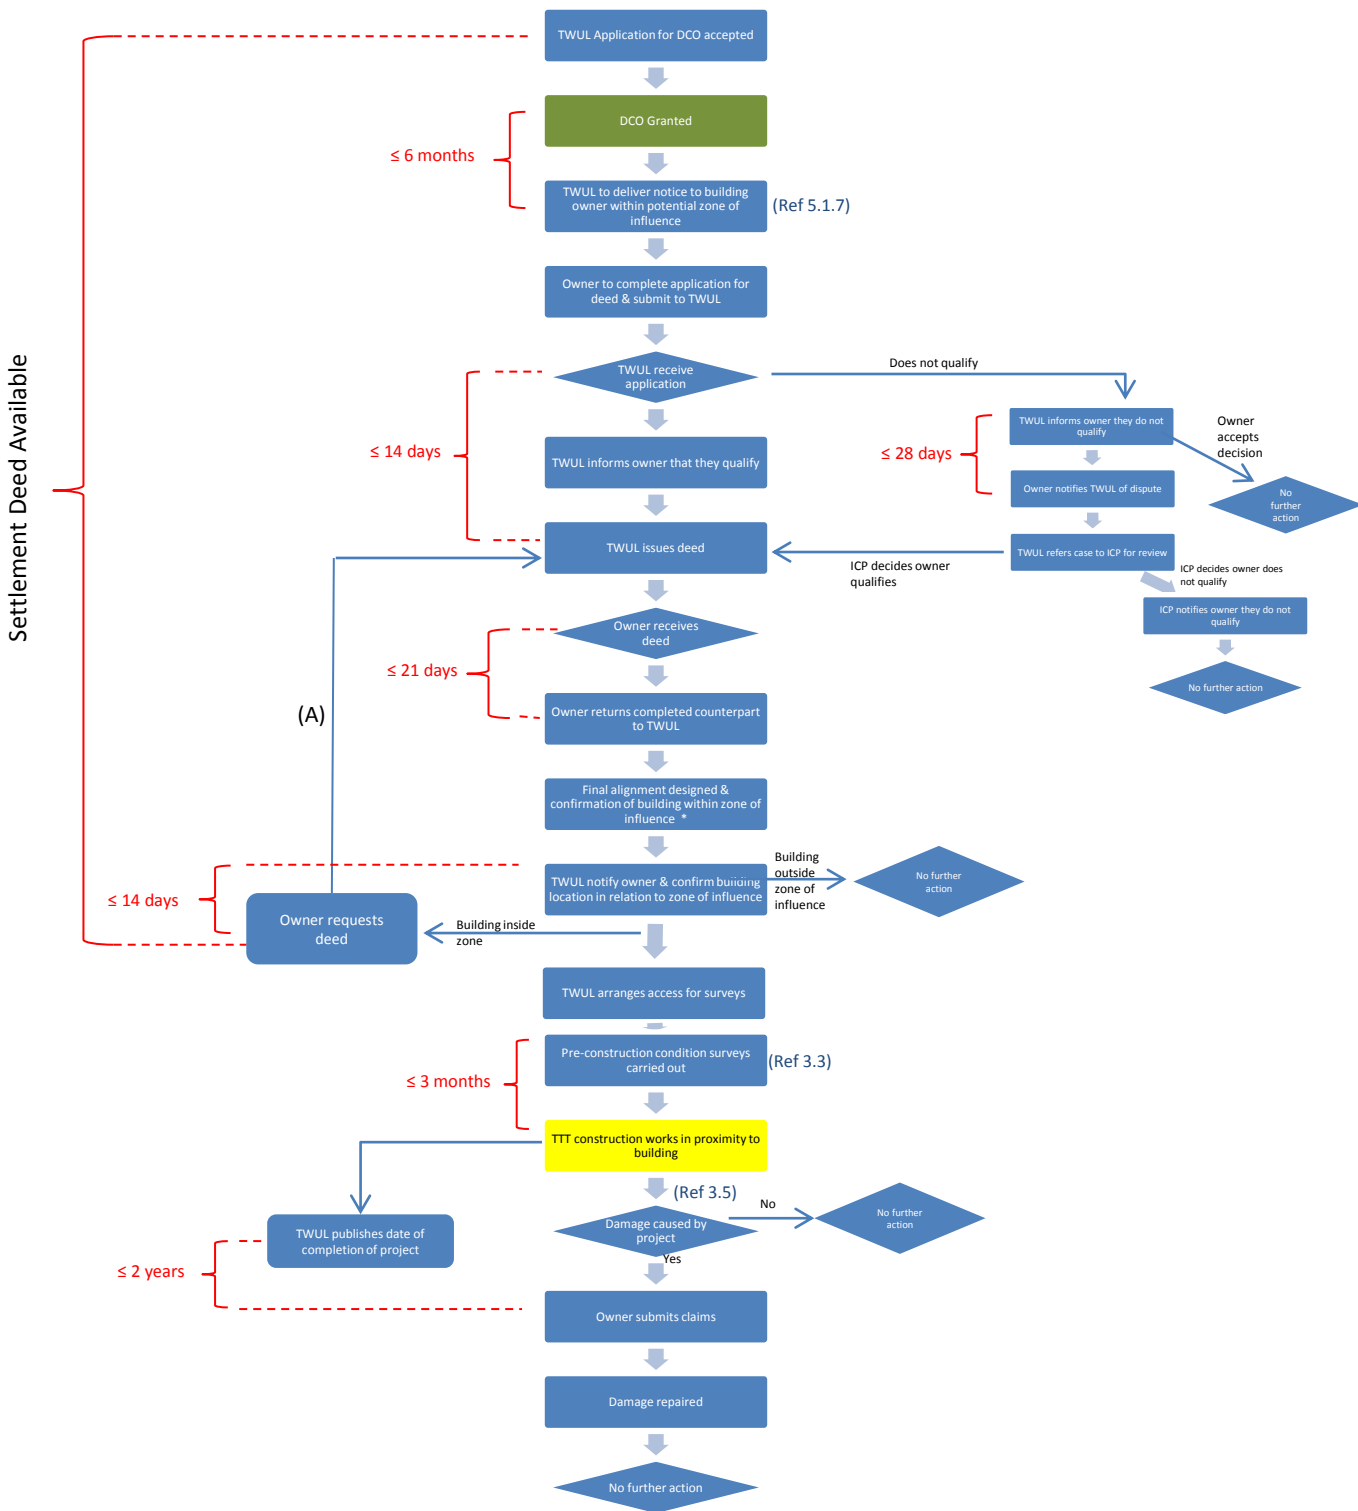 TWUL Application for DCO accepted
DCO Granted
≤ 6 months
TWUL to deliver notice to building
owner within potential zone of
influence
(Ref 5.1.7)
Owner to complete application for
deed & submit to TWUL
Settlement Deed Available
TWUL receive
application
Does not qualify
TWUL informs owner they do not
qualify
Owner
accepts
decision
≤ 14 days
≤ 28 days
TWUL informs owner that they qualify
Owner notifies TWUL of dispute
No
further
action
TWUL issues deed
TWUL refers case to ICP for review
ICP decides owner
qualifies
ICP decides owner does
not qualify
ICP notifies owner they do not
qualify
Owner receives
deed
≤ 21 days
No further action
(A)
Owner returns completed counterpart
to TWUL
Final alignment designed &
confirmation of building within zone of
influence *
TWUL notify owner & confirm building
location in relation to zone of influence
Building
outside
zone of
influence
No further
action
≤ 14 days
Owner requests
deed
Building inside
zone
TWUL arranges access for surveys
Pre-construction condition surveys
carried out
(Ref 3.3)
≤ 3 months
TTT construction works in proximity to
building
(Ref 3.5)
No
No further
action
Damage caused by
project
Yes
TWUL publishes date of
completion of project
≤ 2 years
Owner submits claims
Damage repaired
No further action